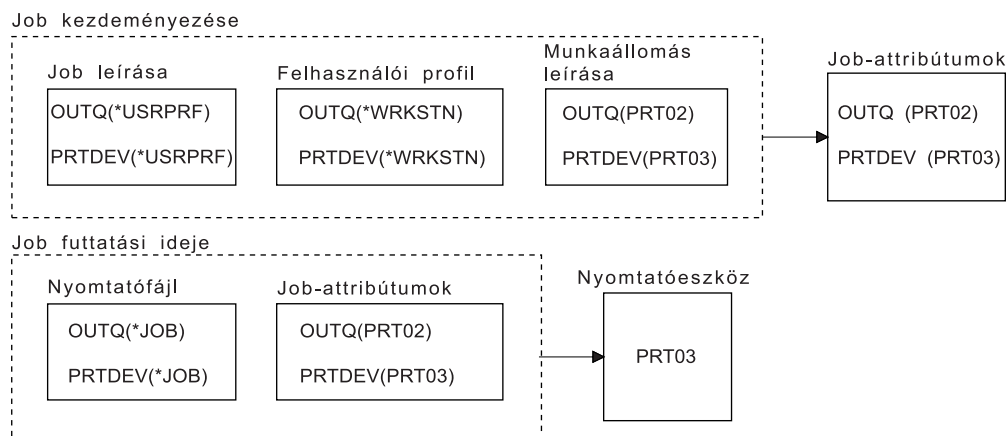 Job kezdeményezése
Job leírása
OUTQ(*USRPRF)
PRTDEV(*USRPRF)
Felhasználói profil
OUTQ(*WRKSTN)
PRTDEV(*WRKSTN)
Munkaállomás
leírása
OUTQ(PRT02)
PRTDEV(PRT03)
Job-attribútumok
OUTQ (PRT02)
PRTDEV (PRT03)
Job futtatási ideje
Nyomtatófájl
OUTQ(*JOB)
PRTDEV(*JOB)
Job-attribútumok
OUTQ(PRT02)
PRTDEV(PRT03)
Nyomtatóeszköz
PRT03